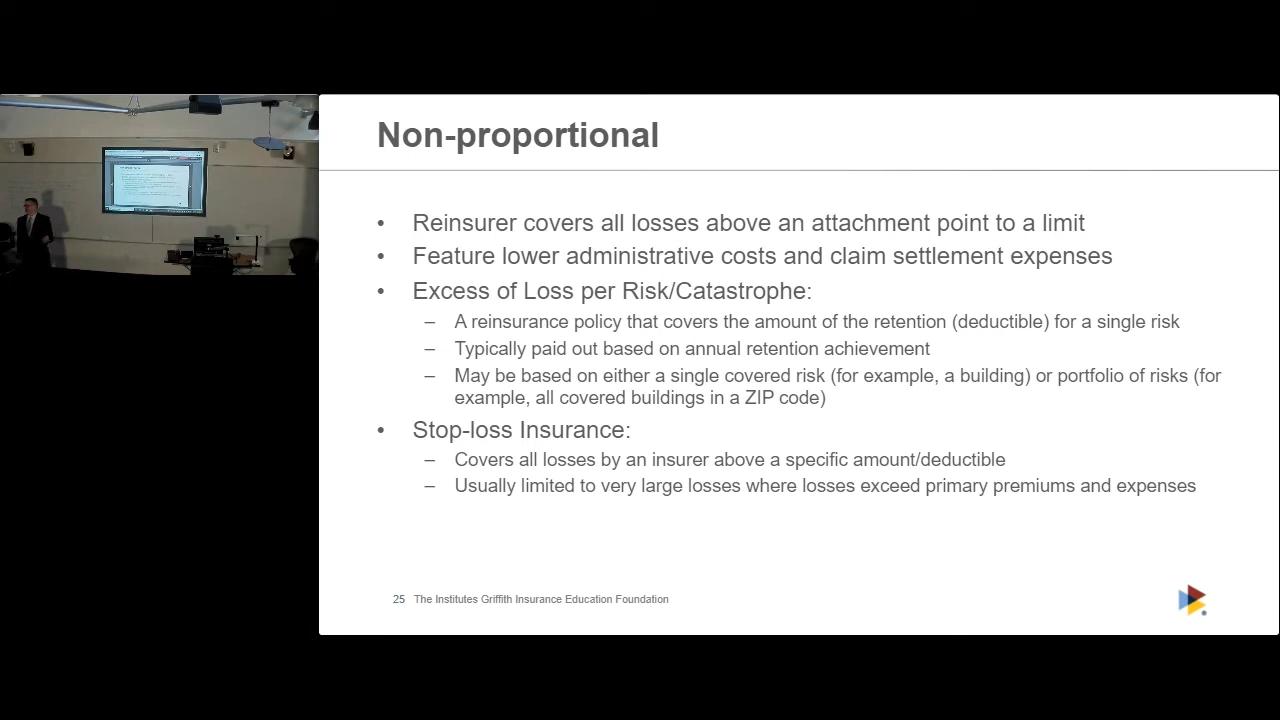 Non-proportional
• Reinsurer covers all losses above an attachment point to a limit
• Feature lower administrative costs and claim settlement expenses
• Excess of Loss per Risk/Catastrophe:
– A reinsurance policy that covers the amount of the retention (deductible) for a single risk
– Typically paid out based on annual retention achievement
– May be based on either a single covered risk (for example, a building) or portfolio of risks (for
example, all covered buildings in a ZIP code)
• Stop-loss Insurance:
– Covers all losses by an insurer above a specific amount/deductible
– Usually limited to very large losses where losses exceed primary premiums and expenses
25 The Institutes Griffith Insurance Education Foundation